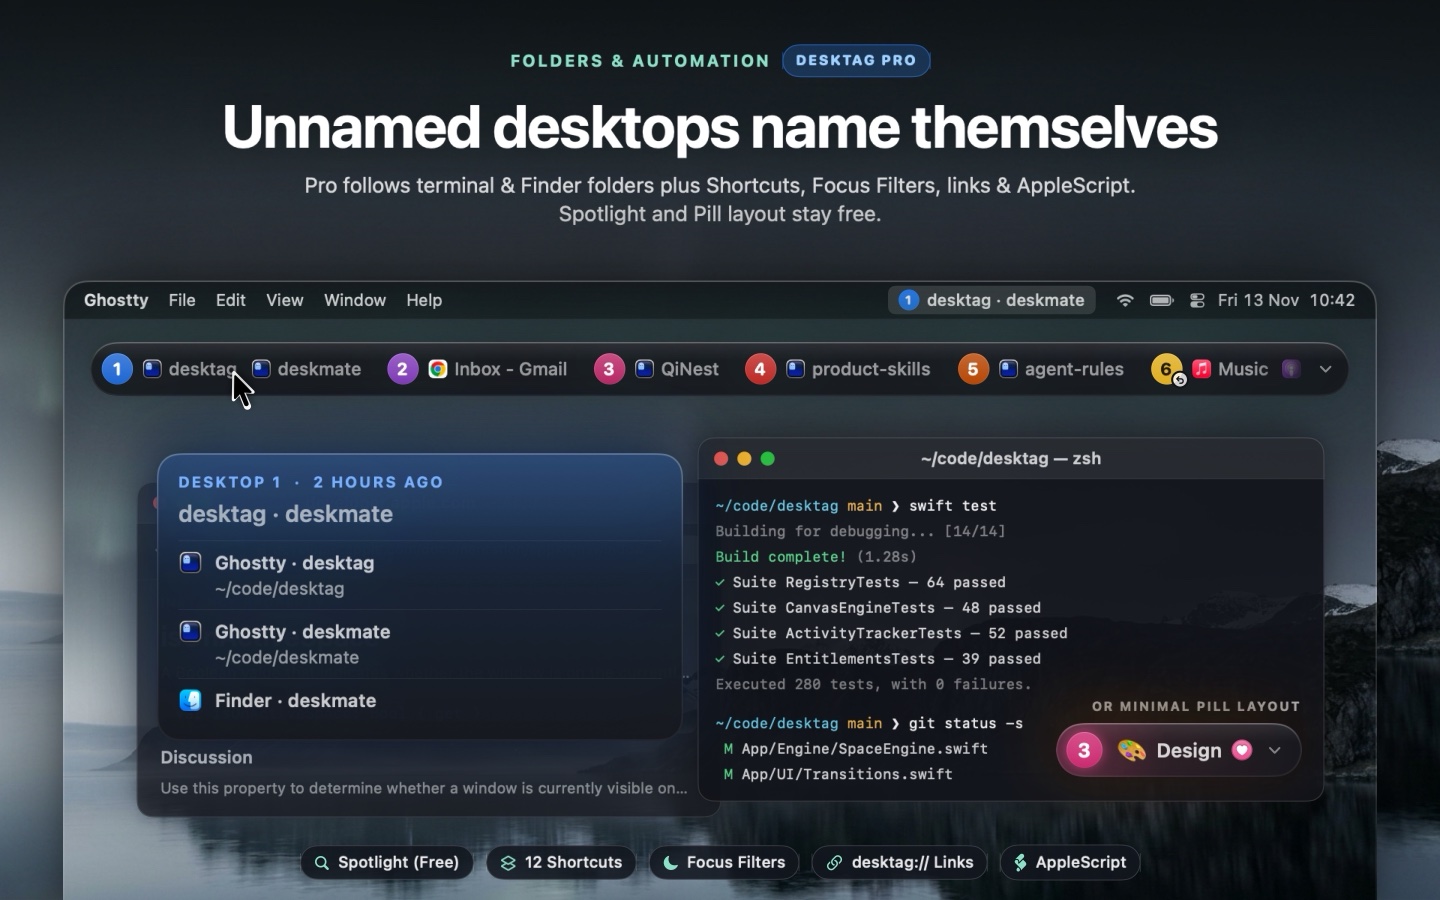 FOLDERS & AUTOMATION DESKTAG PRO
Unnamed desktops name themselves
Pro follows terminal & Finder folders plus Shortcuts, Focus Filters, links & AppleScript.
Spotlight and Pill layout stay free.
Ghostty File Edit View Window Help 1 desktag · deskmate Fri 13 Nov 10:42
1 desktag deskmate 2 Inbox - Gmail 3 QiNest 4 product-skills 5 agent-rules 6 Music
DESKTOP 1 · 2 HOURS AGO
desktag · deskmate
Ghostty · desktag
~/code/desktag
Ghostty · deskmate
~/code/deskmate
Finder · deskmate
Discussion
Use this property to determine whether a window is currently visible on...
~/code/desktag — zsh
~/code/desktag main ❯ swift test
Building for debugging... [14/14]
Build complete! (1.28s)
✓ Suite RegistryTests — 64 passed
✓ Suite CanvasEngineTests — 48 passed
✓ Suite ActivityTrackerTests — 52 passed
✓ Suite EntitlementsTests — 39 passed
Executed 280 tests, with 0 failures.
~/code/desktag main ❯ git status -s
M App/Engine/SpaceEngine.swift
M App/UI/Transitions.swift
OR MINIMAL PILL LAYOUT
3 Design
Spotlight (Free) 12 Shortcuts Focus Filters desktag:// Links AppleScript